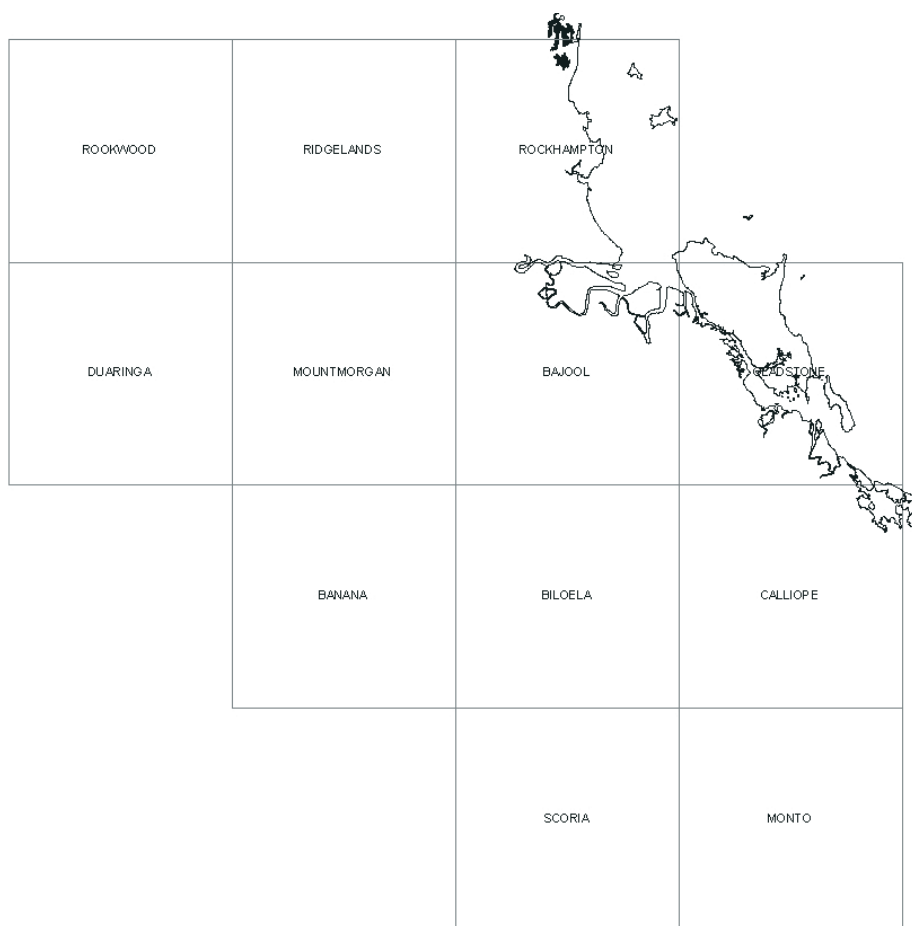 ROOKWOOD
RIDGELANDS
ROCKHAMPTON
DUARINGA
MOUNTMORGAN
BAJOOL
GLADSTONE
BANANA
BILOELA
CALLIOPE
SCORIA
MONTO